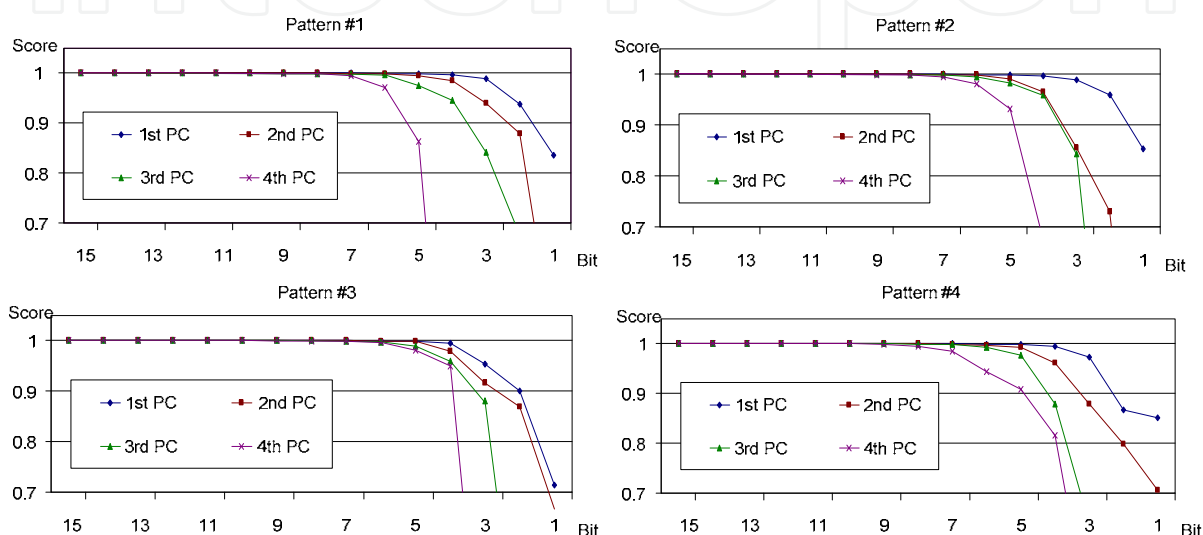 intechopen
Pattern #1
Score
1
0.9
0.8
0.7
1st PC
2nd PC
3rd PC
4th PC
15 13 11 9 7 5 3 1 Bit
Pattern #2
Score
1
0.9
0.8
0.7
1st PC
2nd PC
3rd PC
4th PC
15 13 11 9 7 5 3 1 Bit
Pattern #3
Score
1
0.9
0.8
0.7
1st PC
2nd PC
3rd PC
4th PC
15 13 11 9 7 5 3 1 Bit
Pattern #4
Score
1
0.9
0.8
0.7
1st PC
2nd PC
3rd PC
4th PC
15 13 11 9 7 5 3 1 Bit